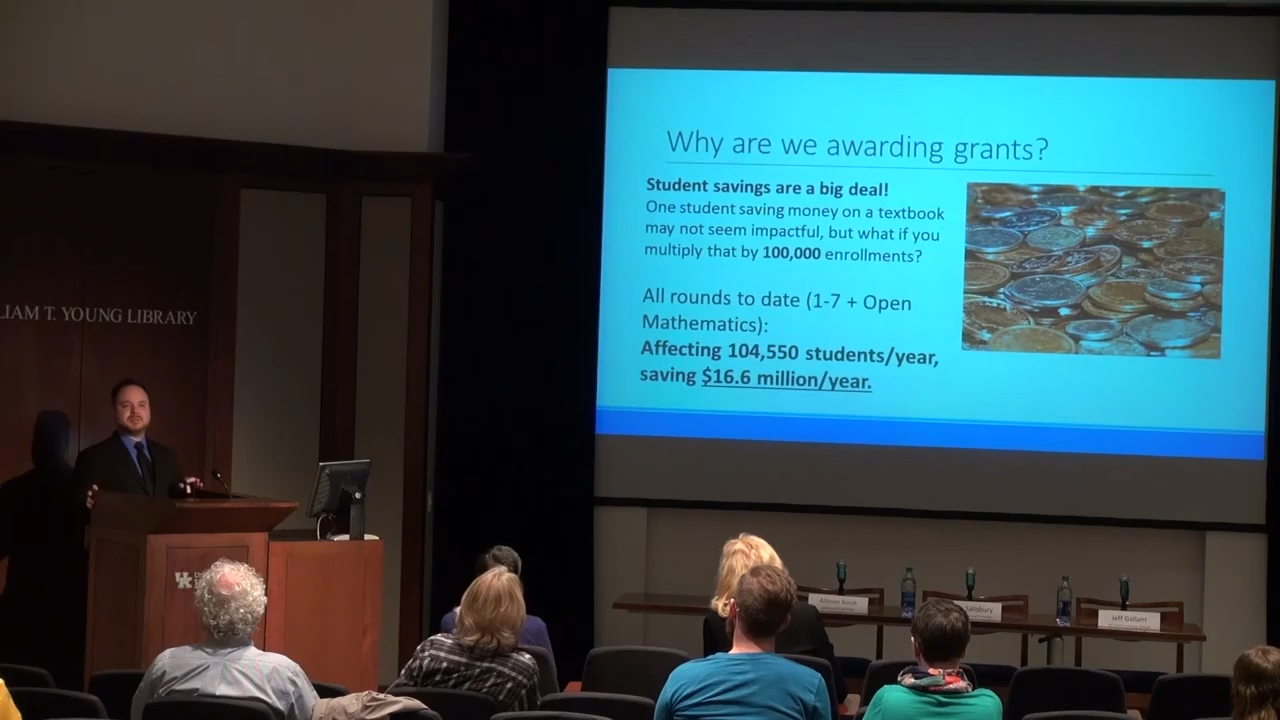 Why are we awarding grants?
Student savings are a big deal!
One student saving money on a textbook
may not seem impactful, but what if you
multiply that by 100,000 enrollments?
All rounds to date (1-7 + Open
Mathematics):
Affecting 104,550 students/year,
saving $16.6 million/year.
LIAM T. YOUNG LIBRARY
UK
Allison Soult
Salisbury
Jeff Gallant